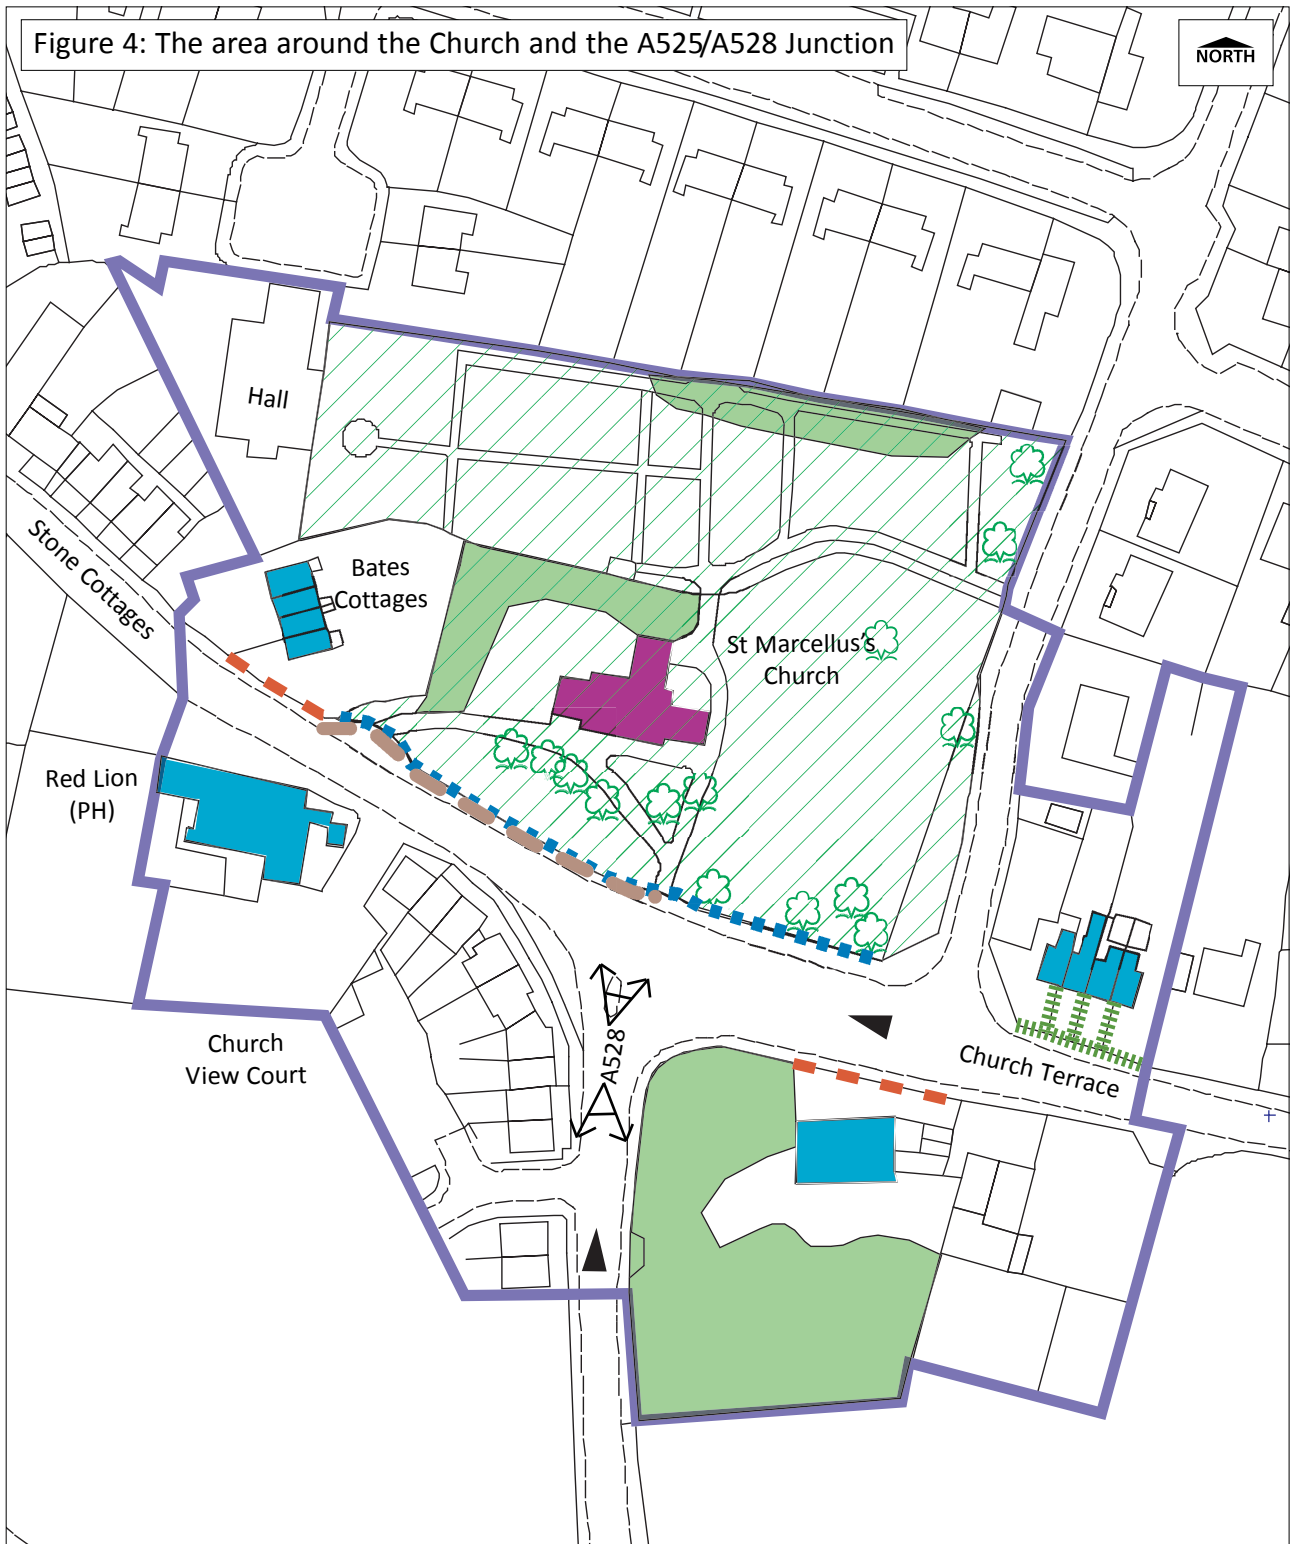 Figure 4: The area around the Church and the A525/A528 Junction
NORTH
Hall
Stone Cottages
Bates
Cottages
St Marcellus's
Church
Red Lion
(PH)
A528
Church
View Court
Church Terrace